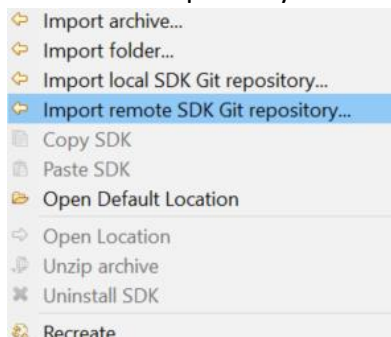 Import archive...
Import folder...
Import local SDK Git repository...
Import remote SDK Git repository...
Copy SDK
Paste SDK
Open Default Location
Open Location
Unzip archive
Uninstall SDK
Recreate